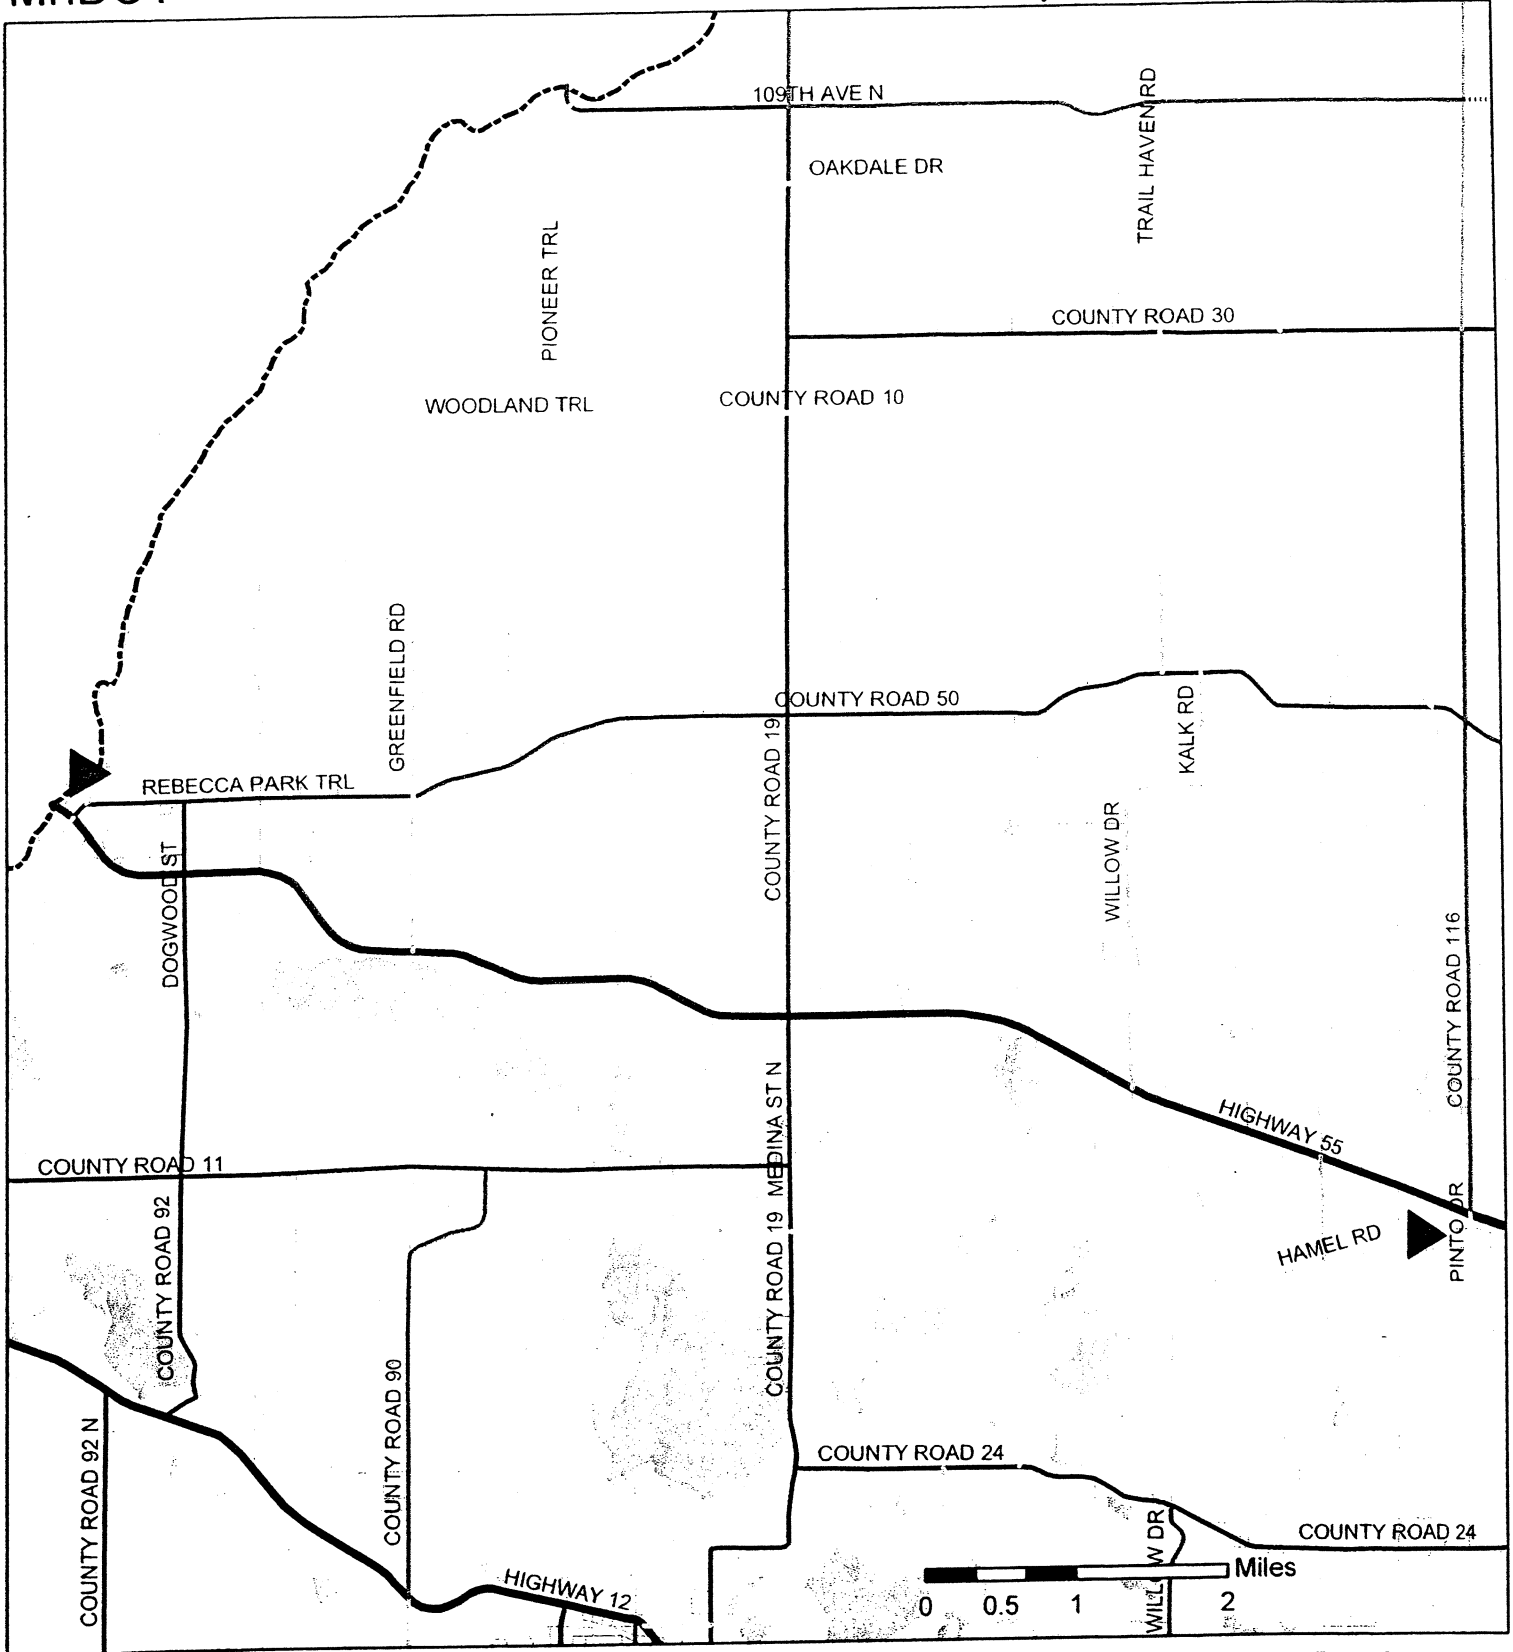 109TH AVE N
TRAIL HAVEN RD
OAKDALE DR
PIONEER TRL
COUNTY ROAD 30
WOODLAND TRL
COUNTY ROAD 10
GREENFIELD RD
COUNTY ROAD 50
KALK RD
COUNTY ROAD 19
REBECCA PARK TRL
WILLOW DR
DOGWOOD ST
COUNTY ROAD 116
MEDINA ST N
HIGHWAY 55
COUNTY ROAD 11
COUNTY ROAD 92
COUNTY ROAD 19
HAMEL RD
PINTO DR
COUNTY ROAD 90
COUNTY ROAD 92 N
COUNTY ROAD 24
COUNTY ROAD 24
WILLOW DR
HIGHWAY 12
Miles
0 0.5 1 2